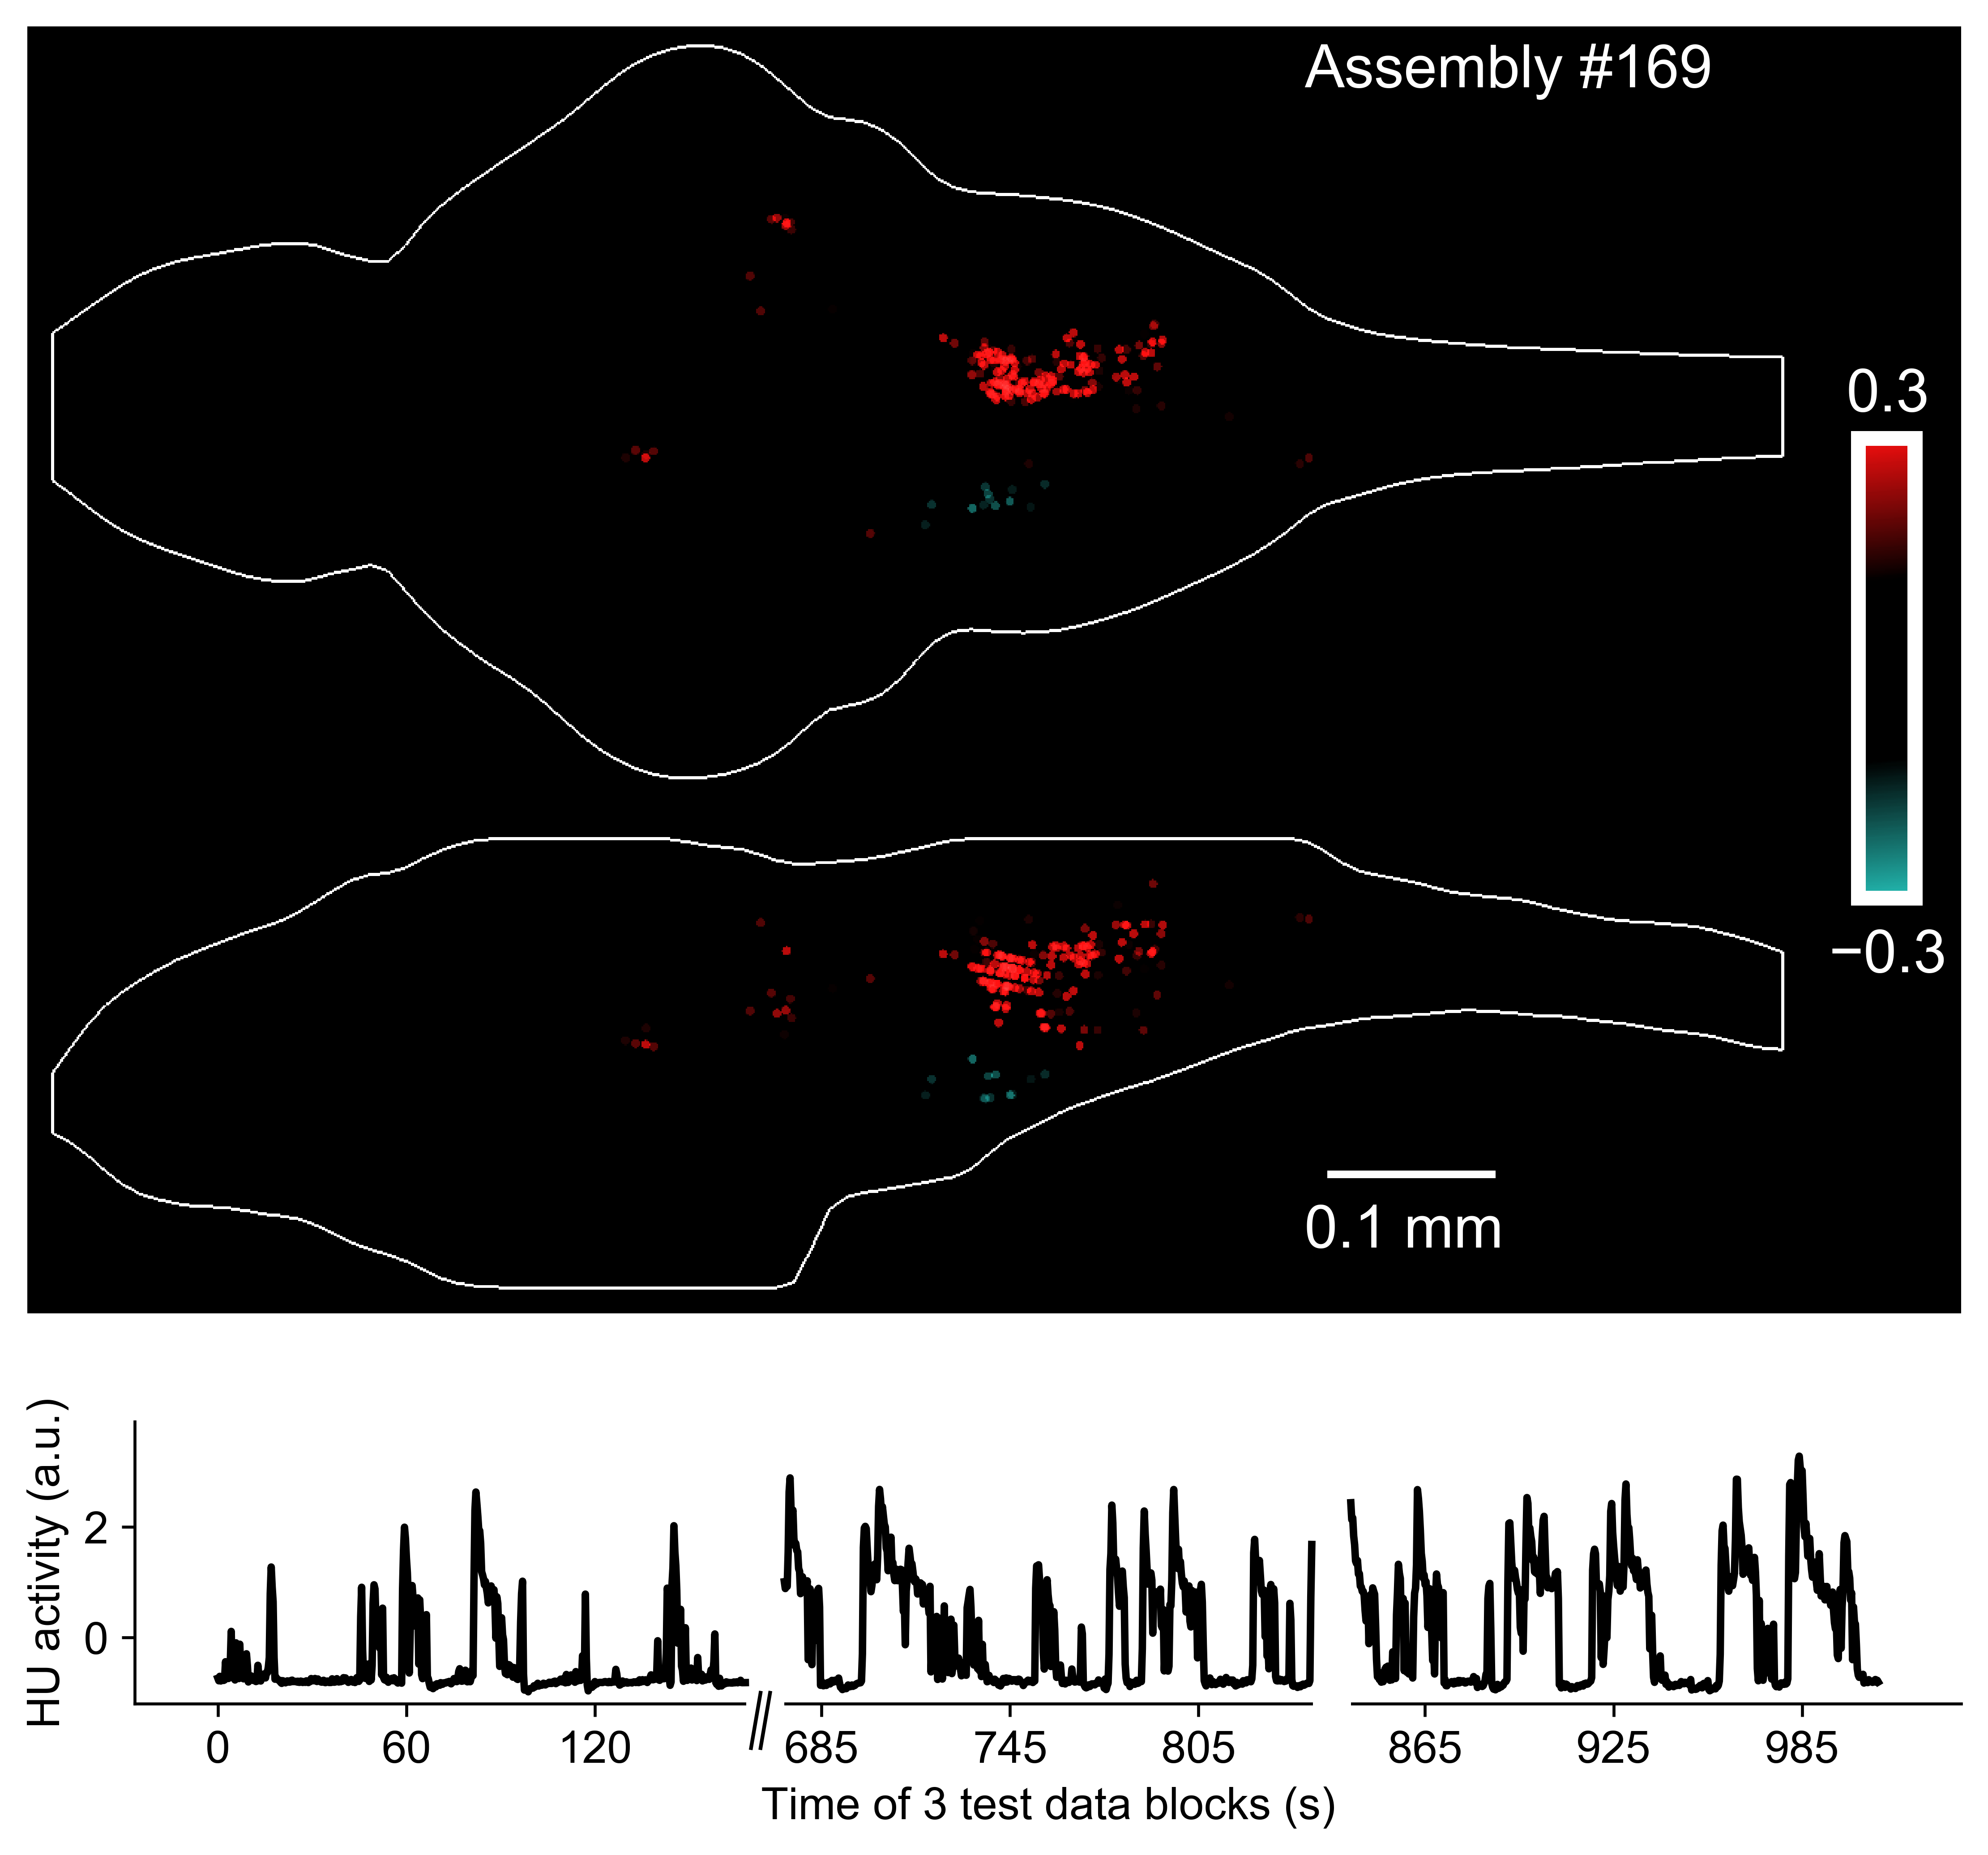 Assembly #169
0.3
−0.3
0.1 mm
HU activity (a.u.)
2
0
0 60 120 685 745 805 865 925 985
Time of 3 test data blocks (s)